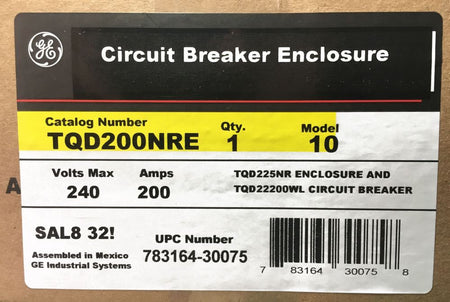 GE
Circuit Breaker Enclosure
Catalog Number Qty. Model
TQD200NRE 1 10
Volts Max Amps TQD225NR ENCLOSURE AND
240 200 TQD22200WL CIRCUIT BREAKER
SAL8 32!
Assembled in Mexico
GE Industrial Systems
UPC Number
783164-30075
7 83164 30075 8